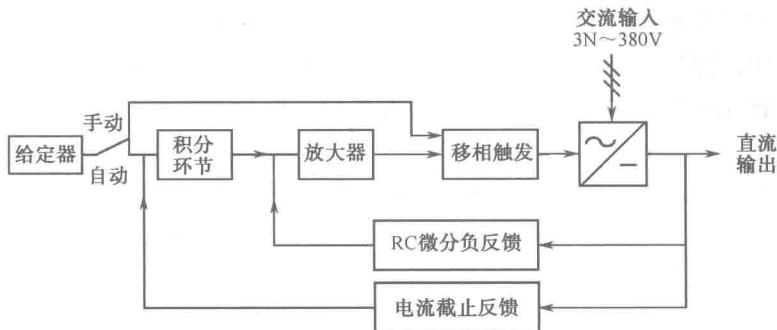 交流输入
3N～380V
手动
给定器
自动
积分
环节
放大器
移相触发
直流
输出
RC微分负反馈
电流截止反馈